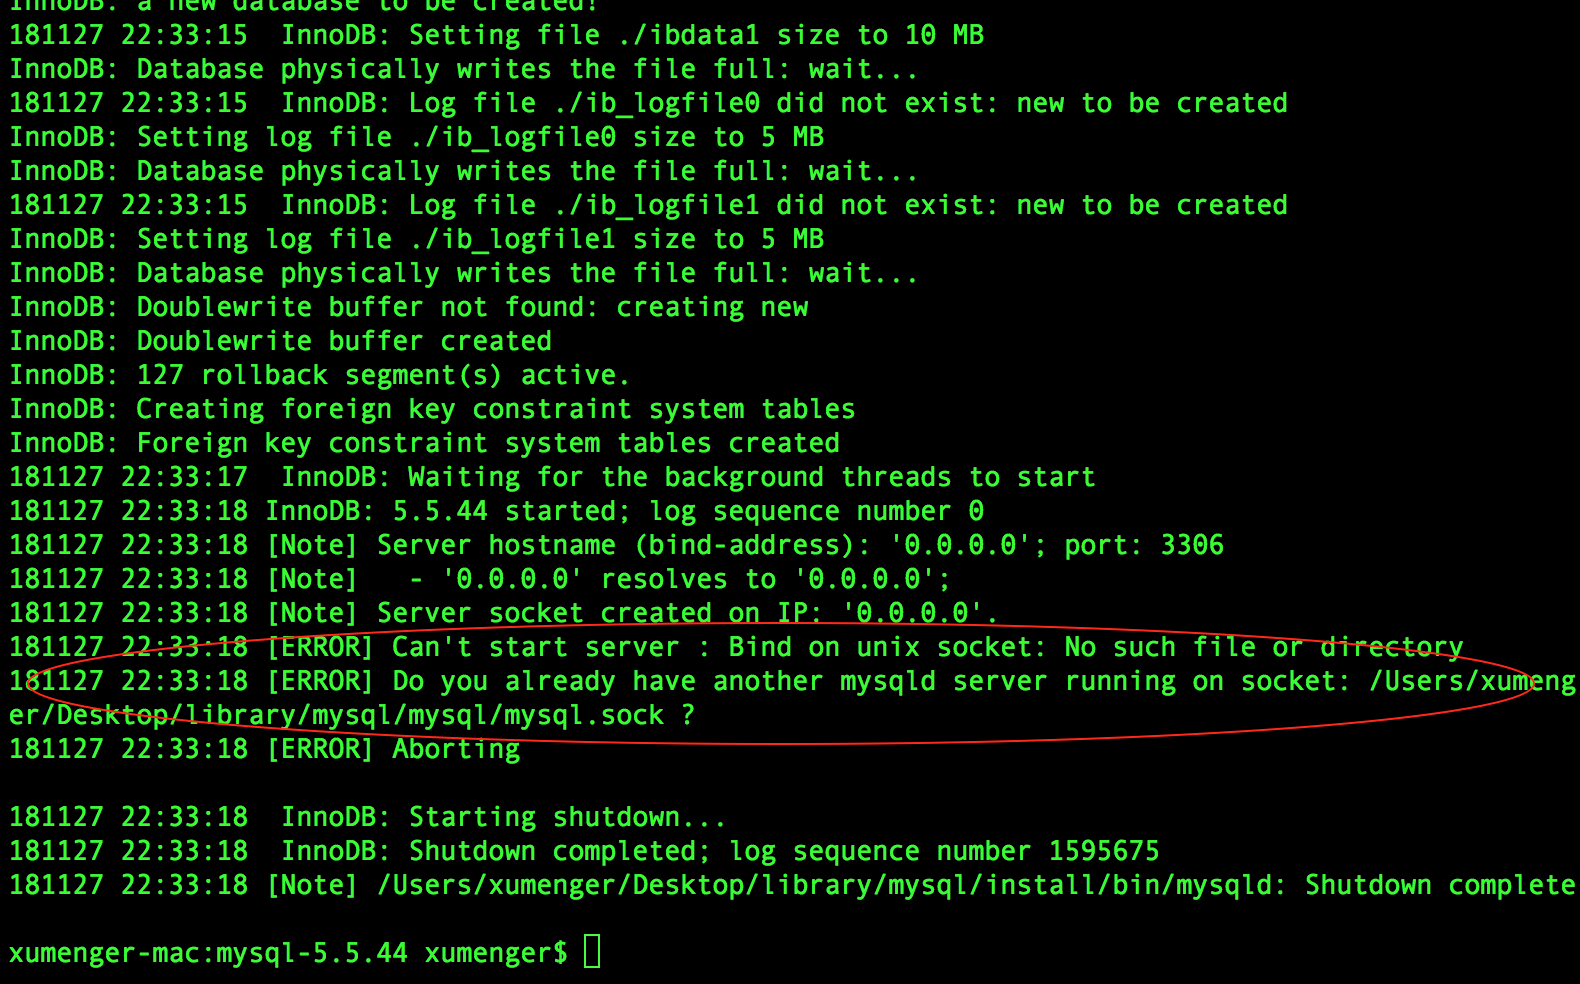 InnoDB: a new database to be created!
181127 22:33:15  InnoDB: Setting file ./ibdata1 size to 10 MB
InnoDB: Database physically writes the file full: wait...
181127 22:33:15  InnoDB: Log file ./ib_logfile0 did not exist: new to be created
InnoDB: Setting log file ./ib_logfile0 size to 5 MB
InnoDB: Database physically writes the file full: wait...
181127 22:33:15  InnoDB: Log file ./ib_logfile1 did not exist: new to be created
InnoDB: Setting log file ./ib_logfile1 size to 5 MB
InnoDB: Database physically writes the file full: wait...
InnoDB: Doublewrite buffer not found: creating new
InnoDB: Doublewrite buffer created
InnoDB: 127 rollback segment(s) active.
InnoDB: Creating foreign key constraint system tables
InnoDB: Foreign key constraint system tables created
181127 22:33:17  InnoDB: Waiting for the background threads to start
181127 22:33:18 InnoDB: 5.5.44 started; log sequence number 0
181127 22:33:18 [Note] Server hostname (bind-address): '0.0.0.0'; port: 3306
181127 22:33:18 [Note]   - '0.0.0.0' resolves to '0.0.0.0';
181127 22:33:18 [Note] Server socket created on IP: '0.0.0.0'.
181127 22:33:18 [ERROR] Can't start server : Bind on unix socket: No such file or directory
181127 22:33:18 [ERROR] Do you already have another mysqld server running on socket: /Users/xumeng
er/Desktop/library/mysql/mysql/mysql.sock ?
181127 22:33:18 [ERROR] Aborting
181127 22:33:18  InnoDB: Starting shutdown...
181127 22:33:18  InnoDB: Shutdown completed; log sequence number 1595675
181127 22:33:18 [Note] /Users/xumenger/Desktop/library/mysql/install/bin/mysqld: Shutdown complete
xumenger-mac:mysql-5.5.44 xumenger$